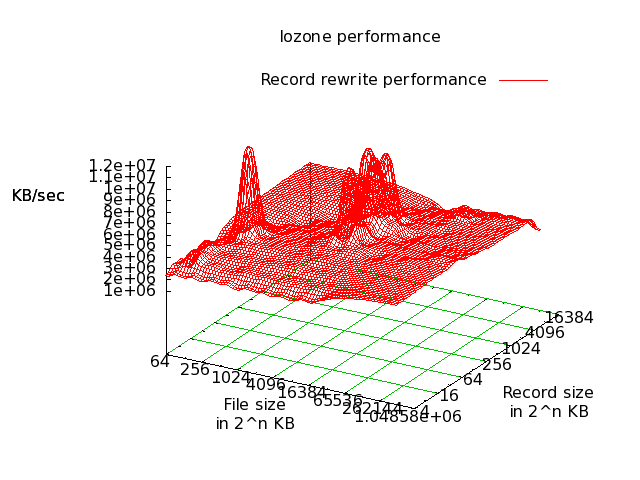 Iozone performance
Record rewrite performance
KB/sec
1.2e+07
1.1e+07
1e+07
9e+06
8e+06
7e+06
6e+06
5e+06
4e+06
3e+06
2e+06
1e+06
64
256
1024
4096
16384
65536
262144
1.04858e+06
File size
in 2^n KB
4
16
64
256
1024
4096
16384
Record size
in 2^n KB